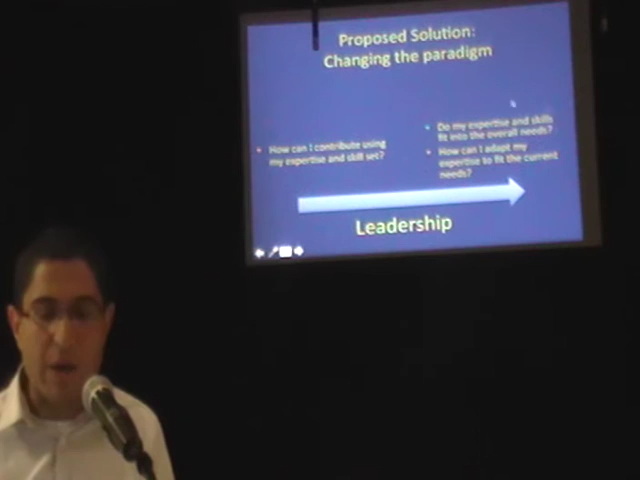 Proposed Solution:
Changing the paradigm
How can I contribute using
my expertise and skill set?
Do my expertise and skills
fit into the overall needs?
How can I adapt my
expertise to fit the current
needs?
Leadership